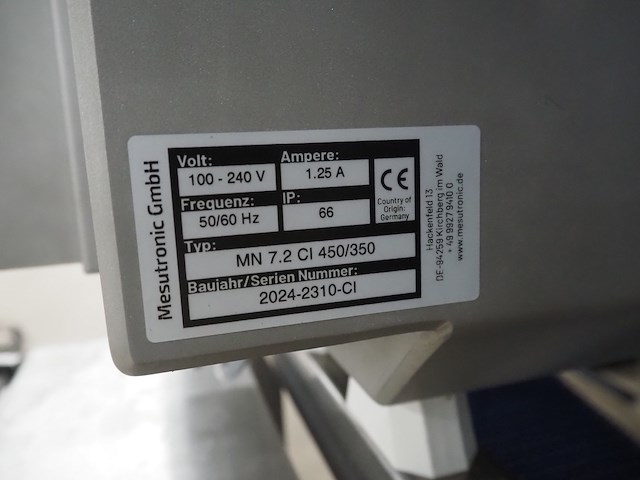 Mesutronic GmbH
Volt:
100 - 240 V
Ampere:
1.25 A
Frequenz:
50/60 Hz
IP:
66
CE
Country of
Origin:
Germany
Typ:
MN 7.2 CI 450/350
Baujahr/Serien Nummer:
2024-2310-CI
Hackenfeld 13
DE-94259 Kirchberg im Wald
+ 49 9927 9410 0
www.mesutronic.de